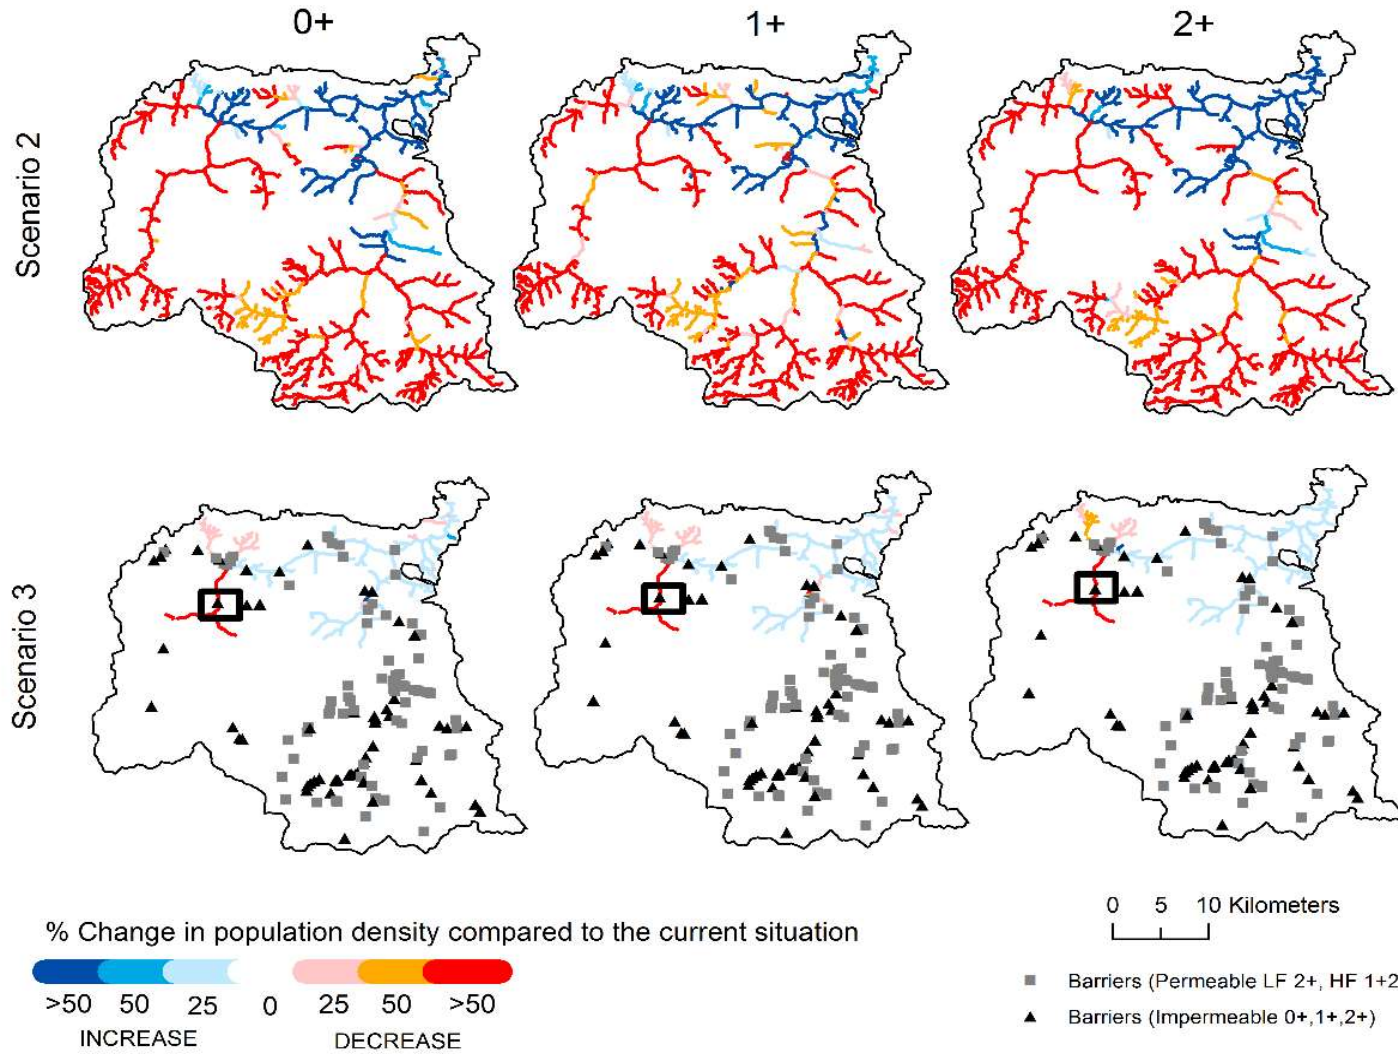 0+
1+
2+
Scenario 2
Scenario 3
0 5 10 Kilometers
% Change in population density compared to the current situation
>50 50 25 0 25 50 >50
INCREASE DECREASE
Barriers (Permeable LF 2+, HF 1+2
Barriers (Impermeable 0+,1+,2+)